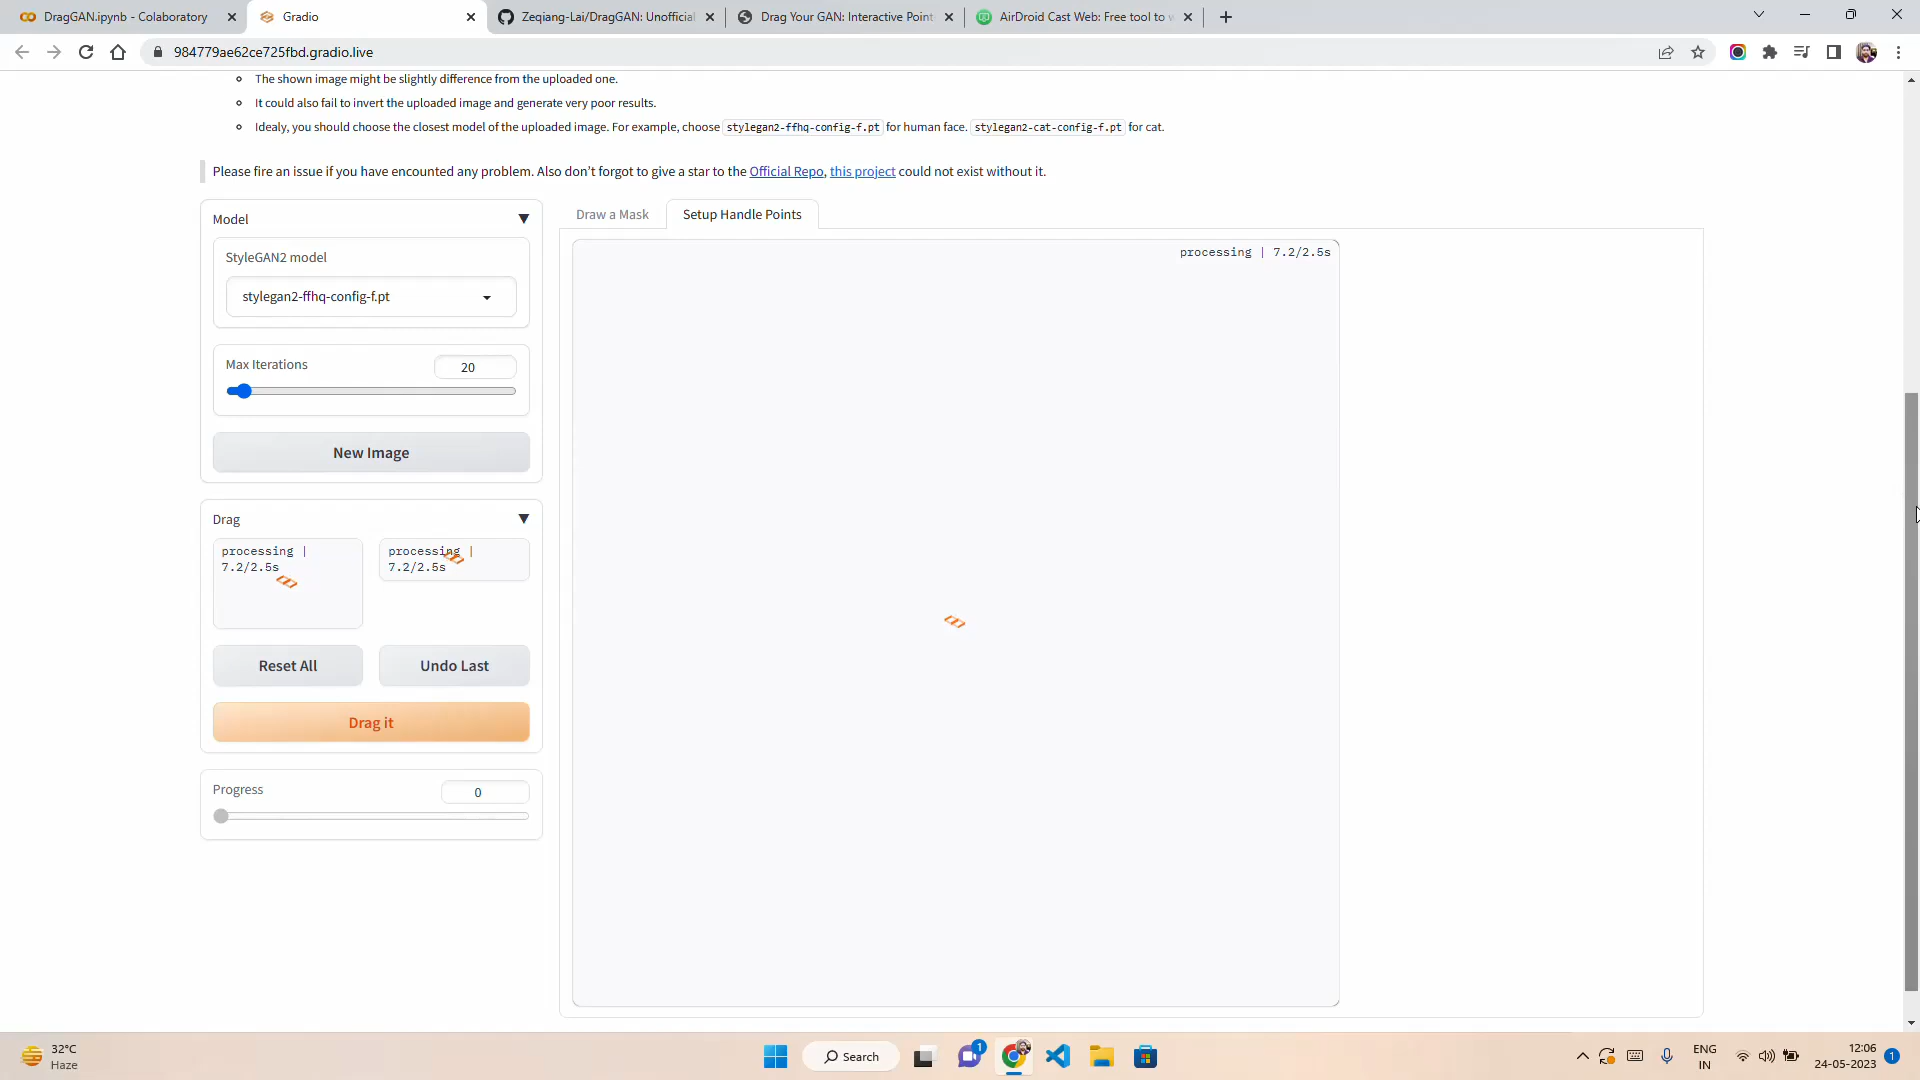 DragGAN.ipynb - Colaboratory
Gradio
Zeqiang-Lai/DragGAN: Unofficial
Drag Your GAN: Interactive Point
AirDroid Cast Web: Free tool to
984779ae62ce725fbd.gradio.live
The shown image might be slightly difference from the uploaded one.
It could also fail to invert the uploaded image and generate very poor results.
Idealy, you should choose the closest model of the uploaded image. For example, choose stylegan2-ffhq-config-f.pt for human face. stylegan2-cat-config-f.pt for cat.
Please fire an issue if you have encounted any problem. Also don’t forgot to give a star to the Official Repo, this project could not exist without it.
Model
StyleGAN2 model
stylegan2-ffhq-config-f.pt
Max Iterations
20
New Image
Drag
processing |
7.2/2.5s
processing |
7.2/2.5s
Reset All
Undo Last
Drag it
Progress
0
Draw a Mask
Setup Handle Points
processing | 7.2/2.5s
32°C
Haze
Search
1
ENG
IN
12:06
24-05-2023
1